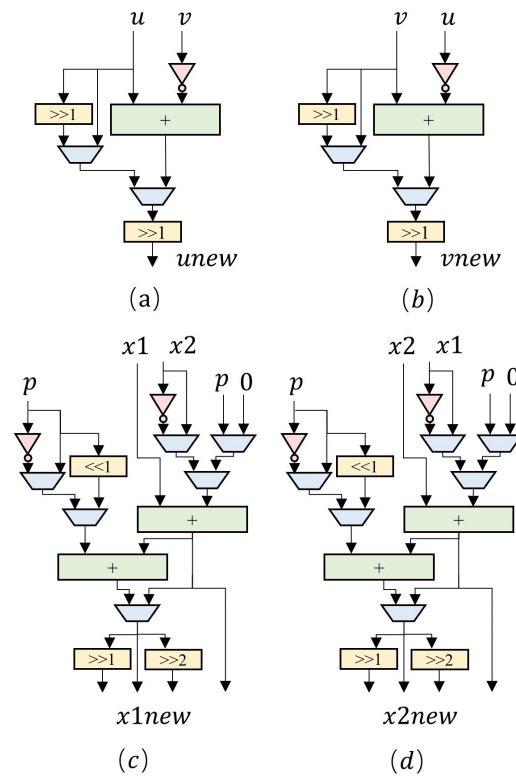 u v
>>1
+
>>1
unew
(a)
v u
>>1
+
>>1
vnew
(b)
x1 x2
p
p 0
<<1
+
+
>>1 >>2
x1new
(c)
x2 x1
p
p 0
<<1
+
+
>>1 >>2
x2new
(d)